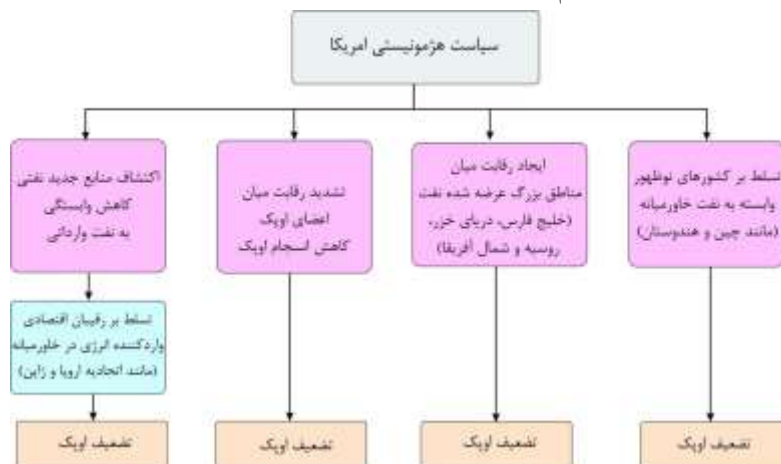 سیاست هژمونیستی امریکا
تسلط بر کشورهای نوظهور
وابسته به نفت خاورمیانه
(مانند چین و هندوستان)
ایجاد رقابت میان
مناطق بزرگ عرضه شده نفت
(خلیج فارس، دریای خزر،
روسیه و شمال آفریقا)
تشدید رقابت میان
اعضای اوپک
کاهش انسجام اوپک
اکتشاف منابع جدید نفتی
کاهش وابستگی
به نفت وارداتی
تسلط بر رقیبان اقتصادی
واردکننده انرژی در خاورمیانه
(مانند اتحادیه اروپا و ژاپن)
تضعیف اوپک
تضعیف اوپک
تضعیف اوپک
تضعیف اوپک